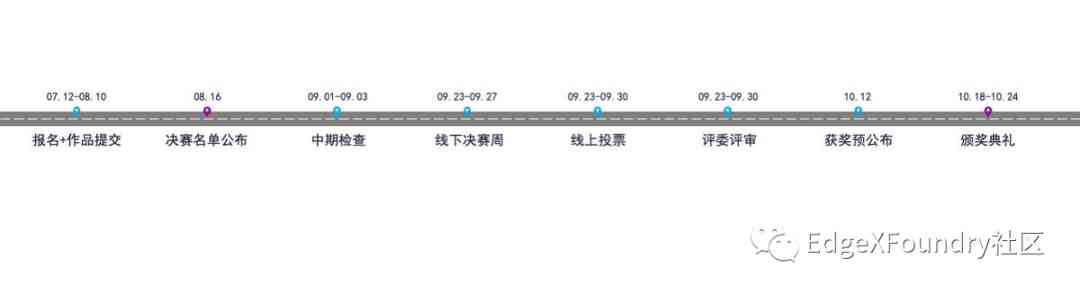 07.12-08.10 08.16 09.01-09.03 09.23-09.27 09.23-09.30 09.23-09.30 10.12 10.18-10.24
报名+作品提交 决赛名单公布 中期检查 线下决赛周 线上投票 评委评审 获奖预公布 颁奖典礼
EdgeXFoundry社区